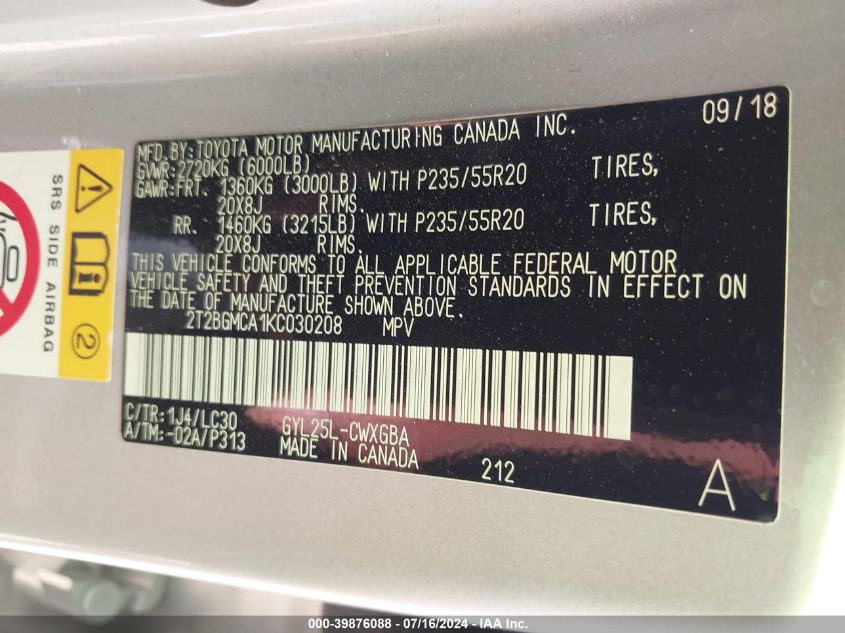 09/18
MFD.BY:TOYOTA MOTOR MANUFACTURING CANADA INC.
GVWR:2720KG (6000LB)
GAWR:FRT. 1360KG (3000LB) WITH P235/55R20 TIRES,
20X8J RIMS.
RR. 1460KG (3215LB) WITH P235/55R20 TIRES,
20X8J RIMS.
THIS VEHICLE CONFORMS TO ALL APPLICABLE FEDERAL MOTOR
VEHICLE SAFETY AND THEFT PREVENTION STANDARDS IN EFFECT ON
THE DATE OF MANUFACTURE SHOWN ABOVE.
2T2BGMCA1KC030208 MPV
C/TR:1J4/LC30 GYL25L-CWXGBA
A/TM:-02A/P313 MADE IN CANADA
212
A
SRS SIDE AIRBAG
2
000-39876088 / 07/16/2024 - IAA Inc.